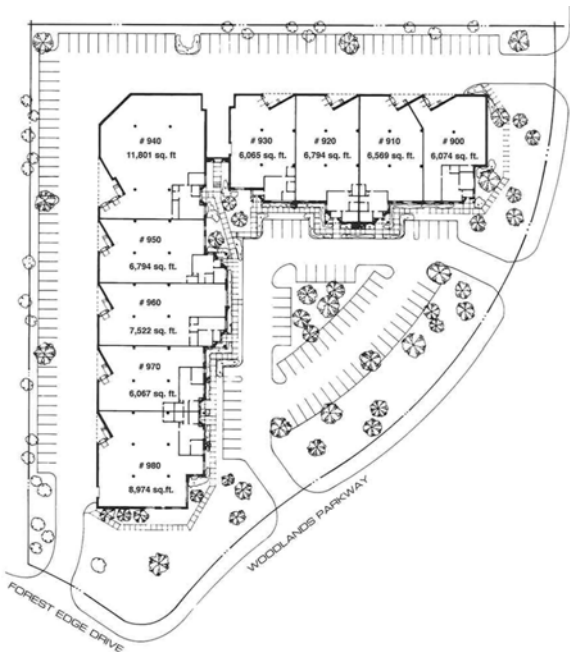 # 940
11,801 sq. ft
# 930
6,065 sq. ft.
# 920
6,794 sq. ft.
# 910
6,569 sq. ft.
# 900
6,074 sq. ft.
# 950
6,794 sq. ft.
# 960
7,522 sq. ft.
# 970
6,067 sq. ft.
# 980
8,974 sq.ft.
WOODLANDS PARKWAY
FOREST EDGE DRIVE